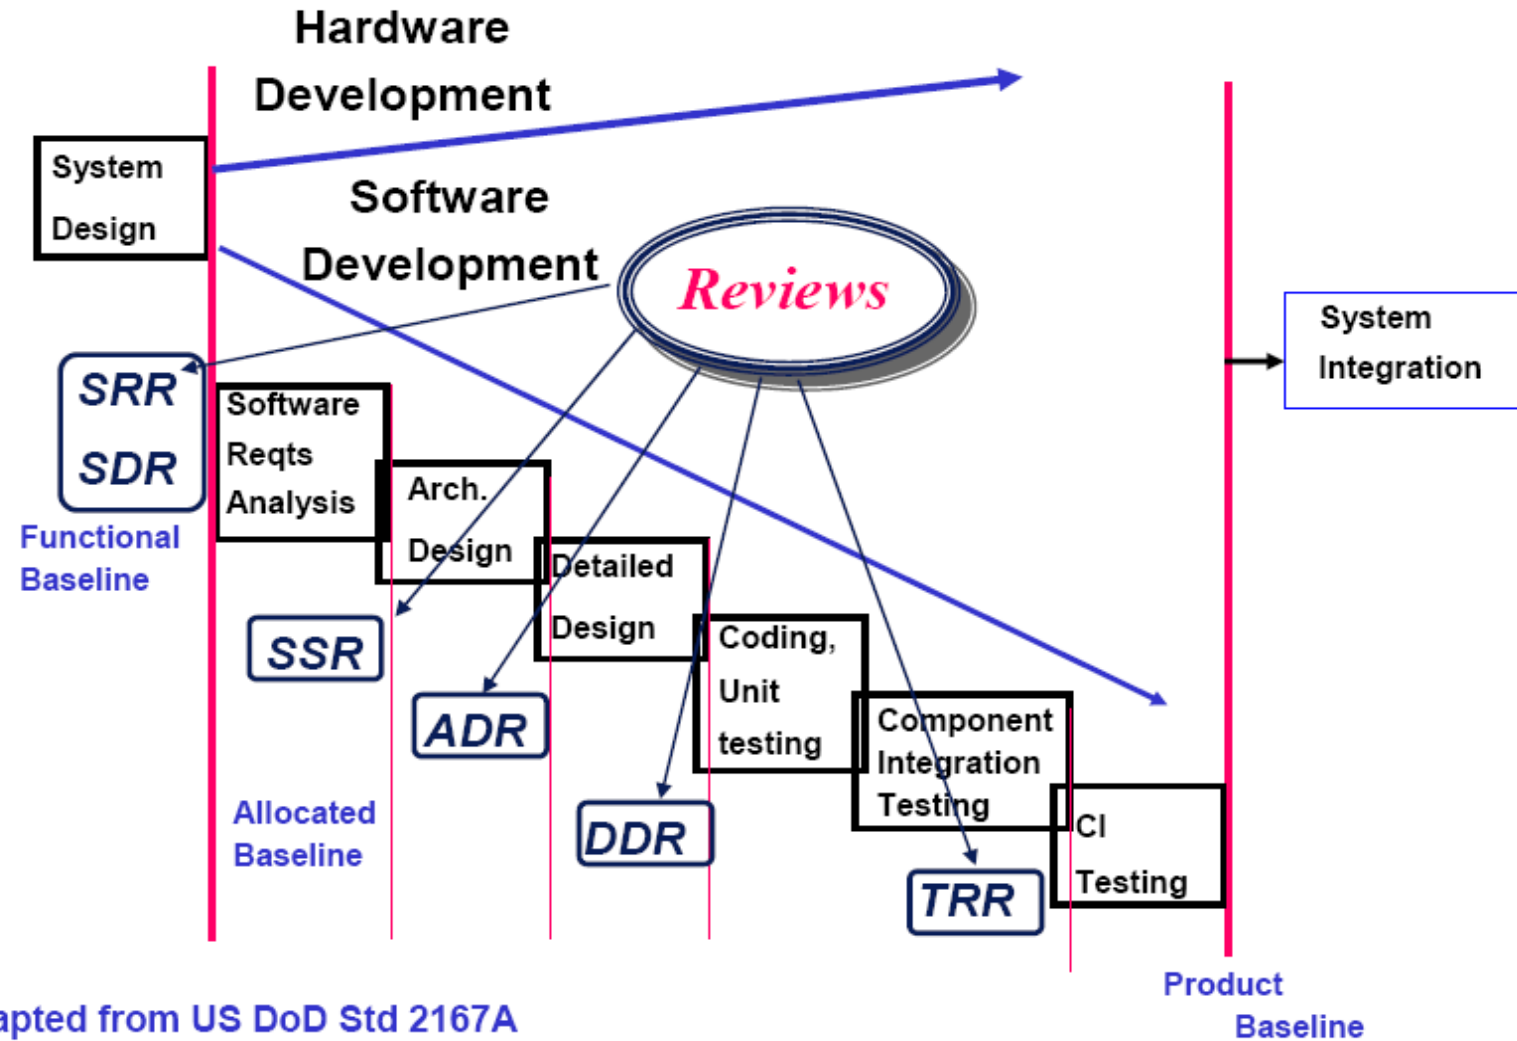 Hardware
Development
System
Design
Software
Development
Reviews
System
Integration
SRR
SDR
Functional
Baseline
Software
Reqts
Analysis
Arch.
Design
Detailed
Design
Coding,
Unit
testing
Component
Integration
Testing
CI
Testing
SSR
ADR
DDR
TRR
Allocated
Baseline
Product
Baseline
apted from US DoD Std 2167A